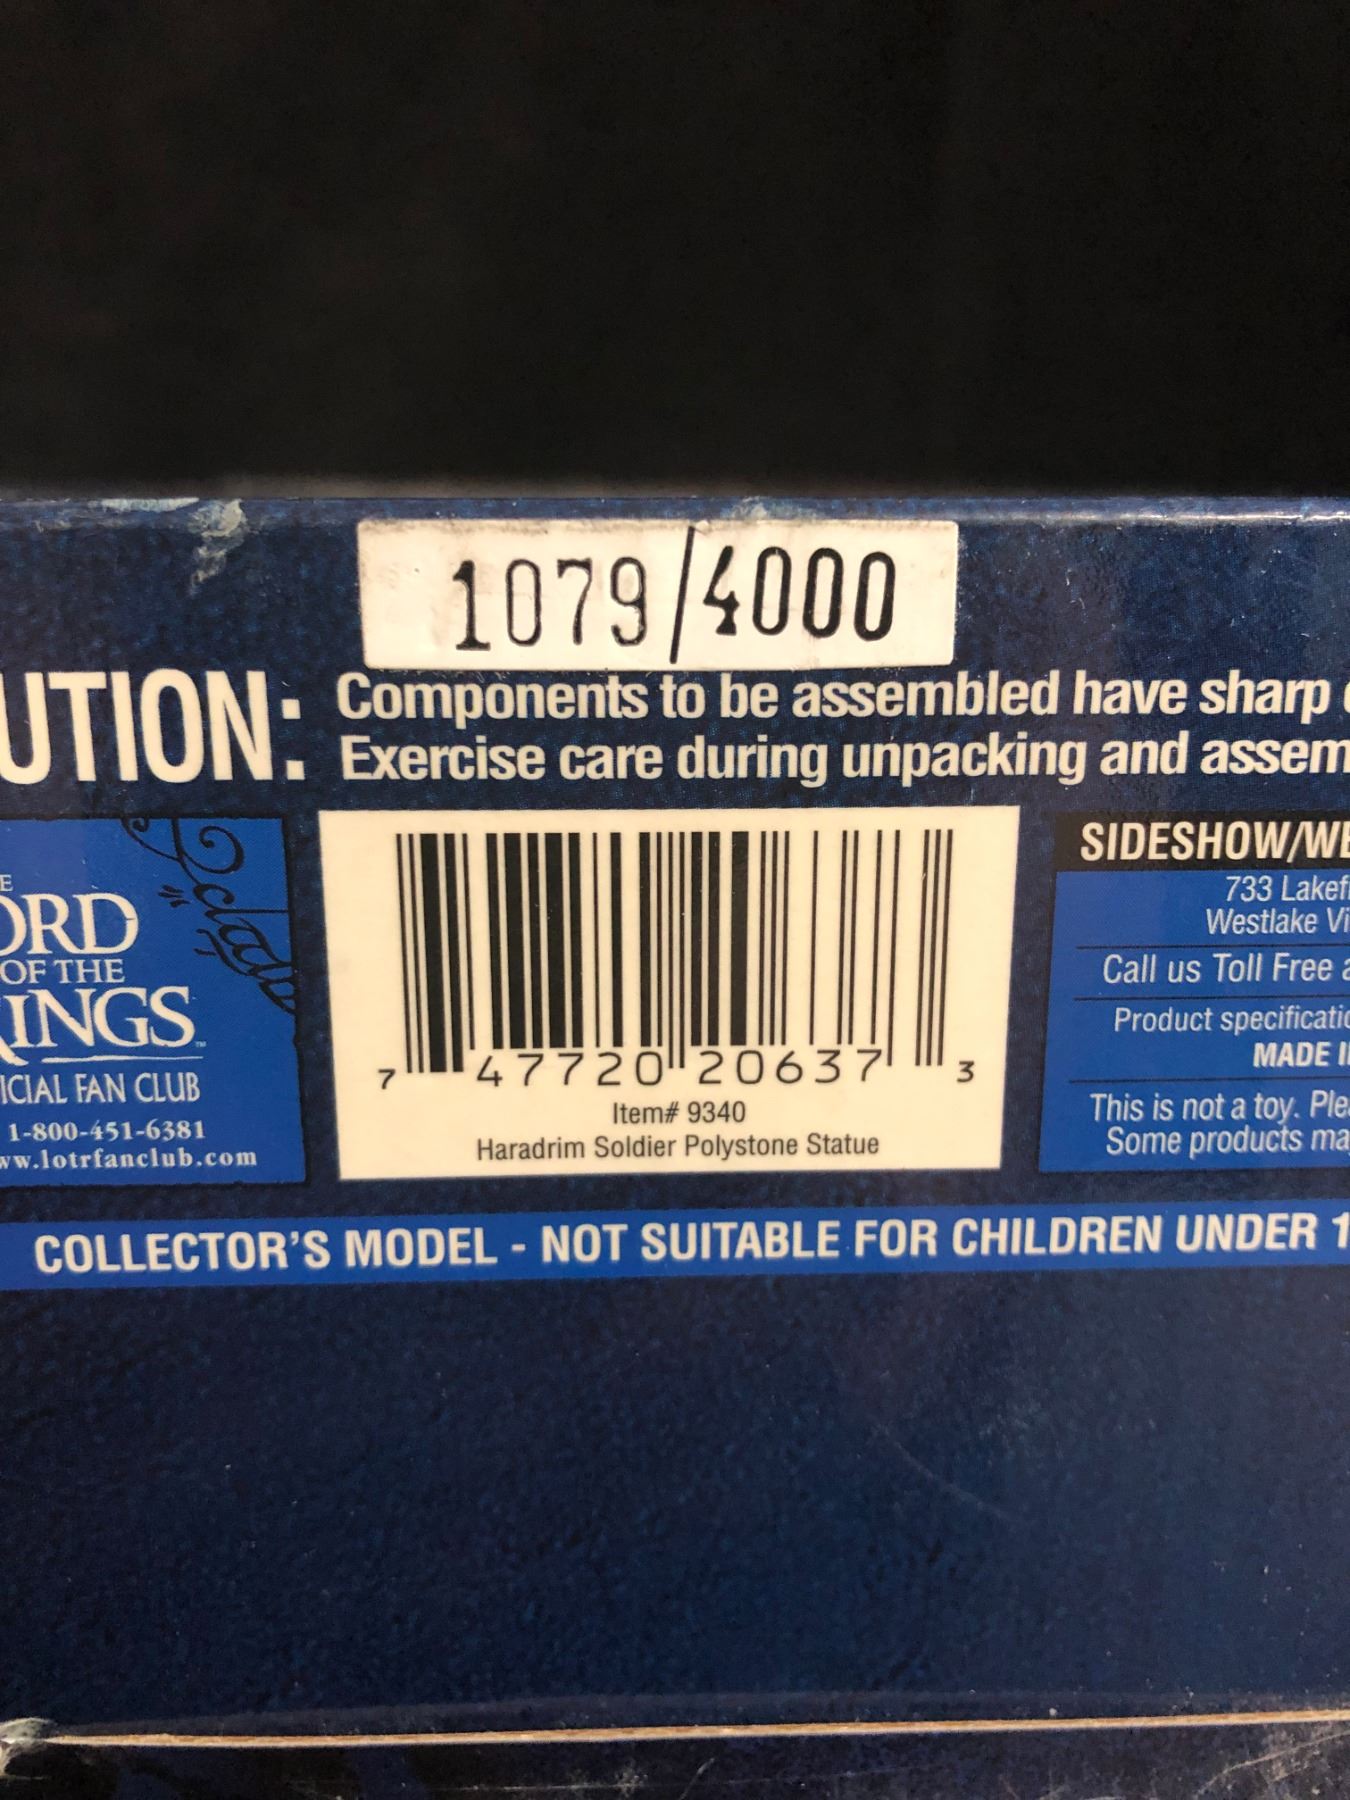 1079/4000
UTION: Components to be assembled have sharp
Exercise care during unpacking and assem
E
ORD
OF THE
KINGS™
ICIAL FAN CLUB
1-800-451-6381
ww.lotrfanclub.com
7 47720 20637 3
Item# 9340
Haradrim Soldier Polystone Statue
SIDESHOW/WE
733 Lakef
Westlake Vi
Call us Toll Free a
Product specificatio
MADE I
This is not a toy. Plea
Some products ma
COLLECTOR'S MODEL - NOT SUITABLE FOR CHILDREN UNDER 1